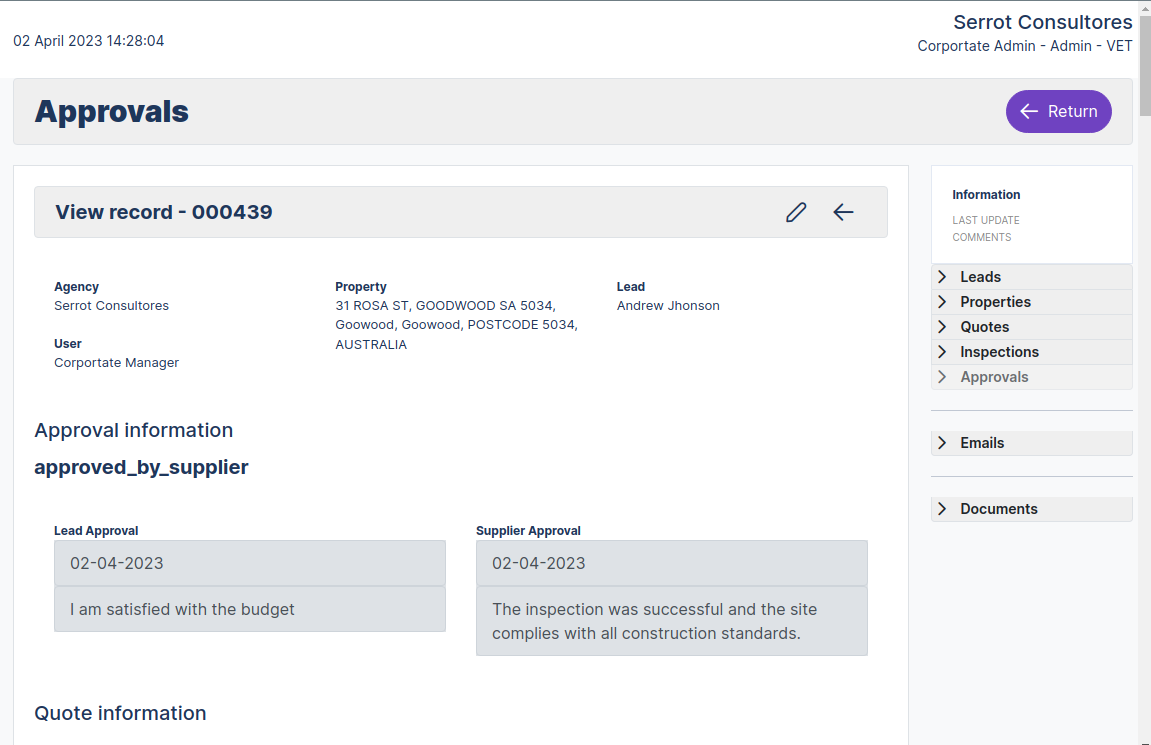 02 April 2023 14:28:04
Serrot Consultores
Corportate Admin - Admin - VET
Approvals
Return
View record - 000439
Agency
Serrot Consultores
User
Corportate Manager
Property
31 ROSA ST, GOODWOOD SA 5034,
Goowood, Goowood, POSTCODE 5034,
AUSTRALIA
Lead
Andrew Jhonson
Approval information
approved_by_supplier
Lead Approval
02-04-2023
I am satisfied with the budget
Supplier Approval
02-04-2023
The inspection was successful and the site
complies with all construction standards.
Quote information
Information
LAST UPDATE
COMMENTS
Leads
Properties
Quotes
Inspections
Approvals
Emails
Documents